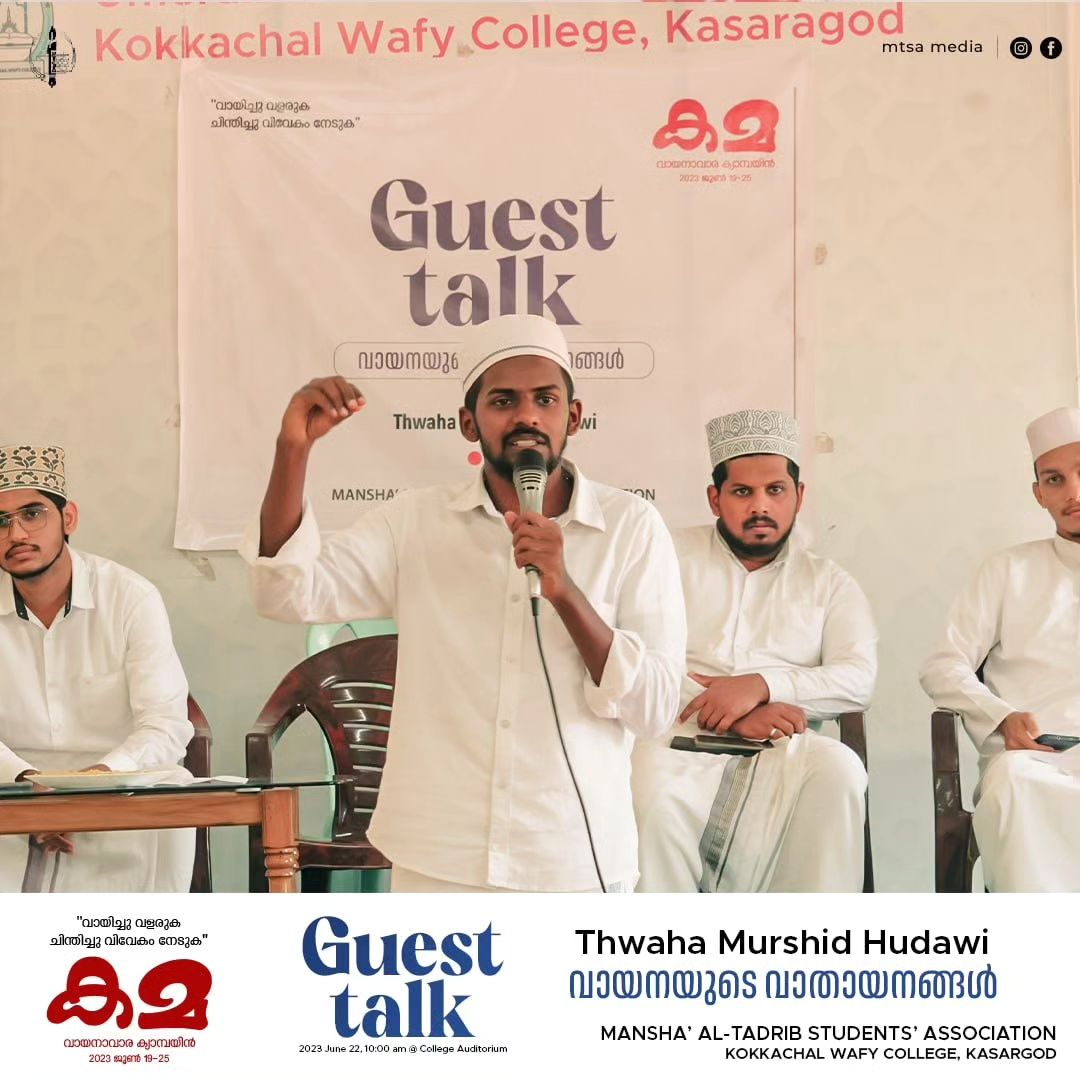 Kokkachal Wafy College, Kasaragod
mtsa media
"വായിച്ചു വളരുക
ചിന്തിച്ചു വിവേകം നേടുക"
കഥ
വായനാവാര ക്യാമ്പയിൻ
2023 ജൂൺ 19-25
Guest
talk
Thwaha
"വായിച്ചു വളരുക
ചിന്തിച്ചു വിവേകം നേടുക"
വായനാവാര ക്യാമ്പയിൻ
2023 ജൂൺ 19-25
Guest
talk
2023 June 22, 10:00 am @ College Auditorium
Thwaha Murshid Hudawi
വായനയുടെ വാതായനങ്ങൾ
MANSHA' AL-TADRIB STUDENTS' ASSOCIATION
KOKKACHAL WAFY COLLEGE, KASARGOD